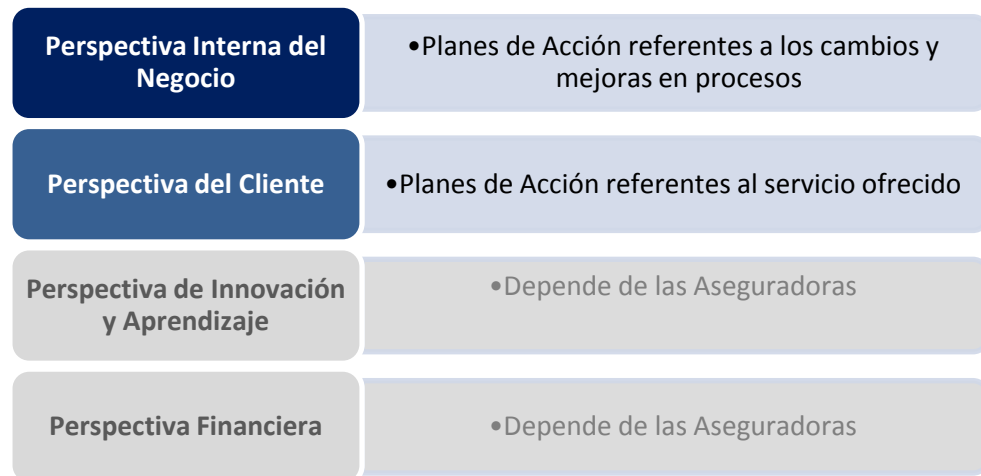 Perspectiva Interna del
Negocio
•Planes de Acción referentes a los cambios y
mejoras en procesos
Perspectiva del Cliente
•Planes de Acción referentes al servicio ofrecido
Perspectiva de Innovación
y Aprendizaje
•Depende de las Aseguradoras
Perspectiva Financiera
•Depende de las Aseguradoras